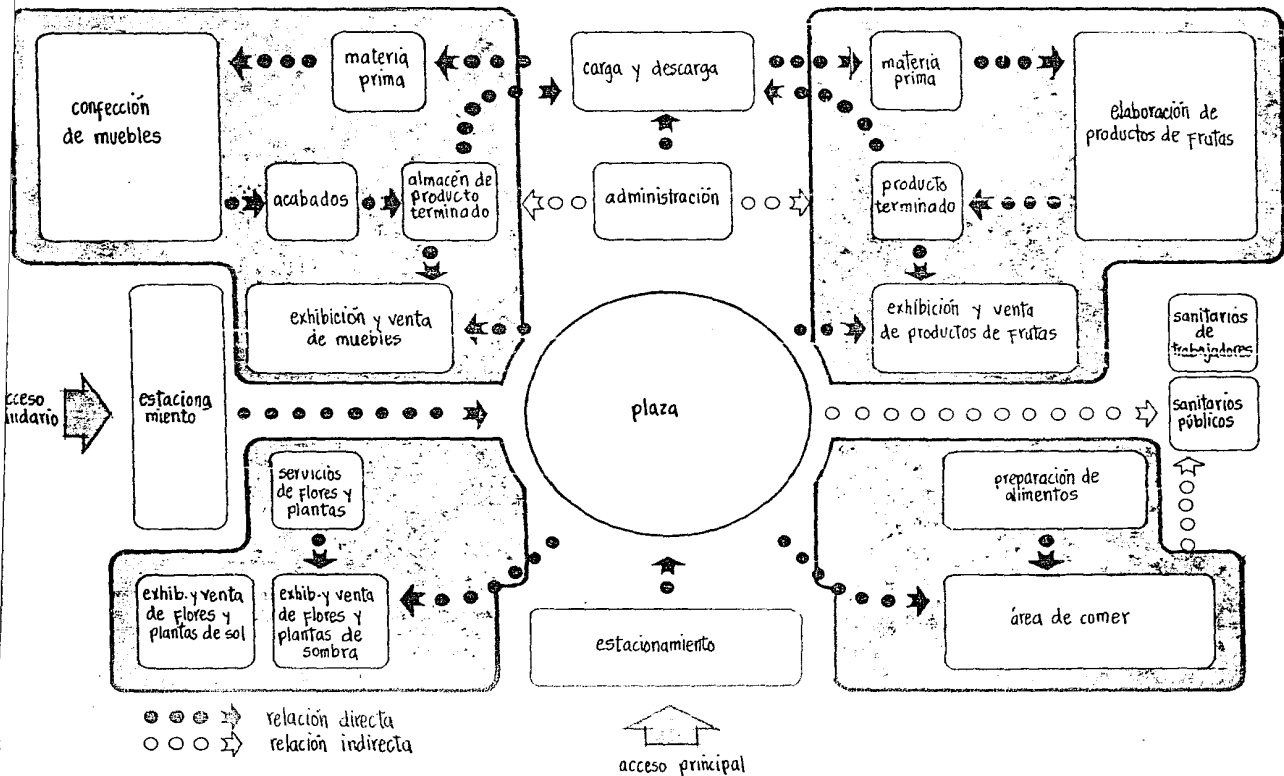 materia
prima
carga y descarga
materia
prima
confección
de muebles
elaboración de
productos de frutas
acabados
almacén de
producto
terminado
administración
producto
terminado
exhibición y venta
de muebles
exhibición y venta
de productos de frutas
sanitarios
de
trabajadores
estaciona
miento
plaza
sanitarios
públicos
servicios
de flores y
plantas
preparación de
alimentos
exhib. y venta
de flores y
plantas de sol
exhib. y venta
de flores y
plantas de
sombra
área de comer
estacionamiento
relación directa
relación indirecta
acceso principal